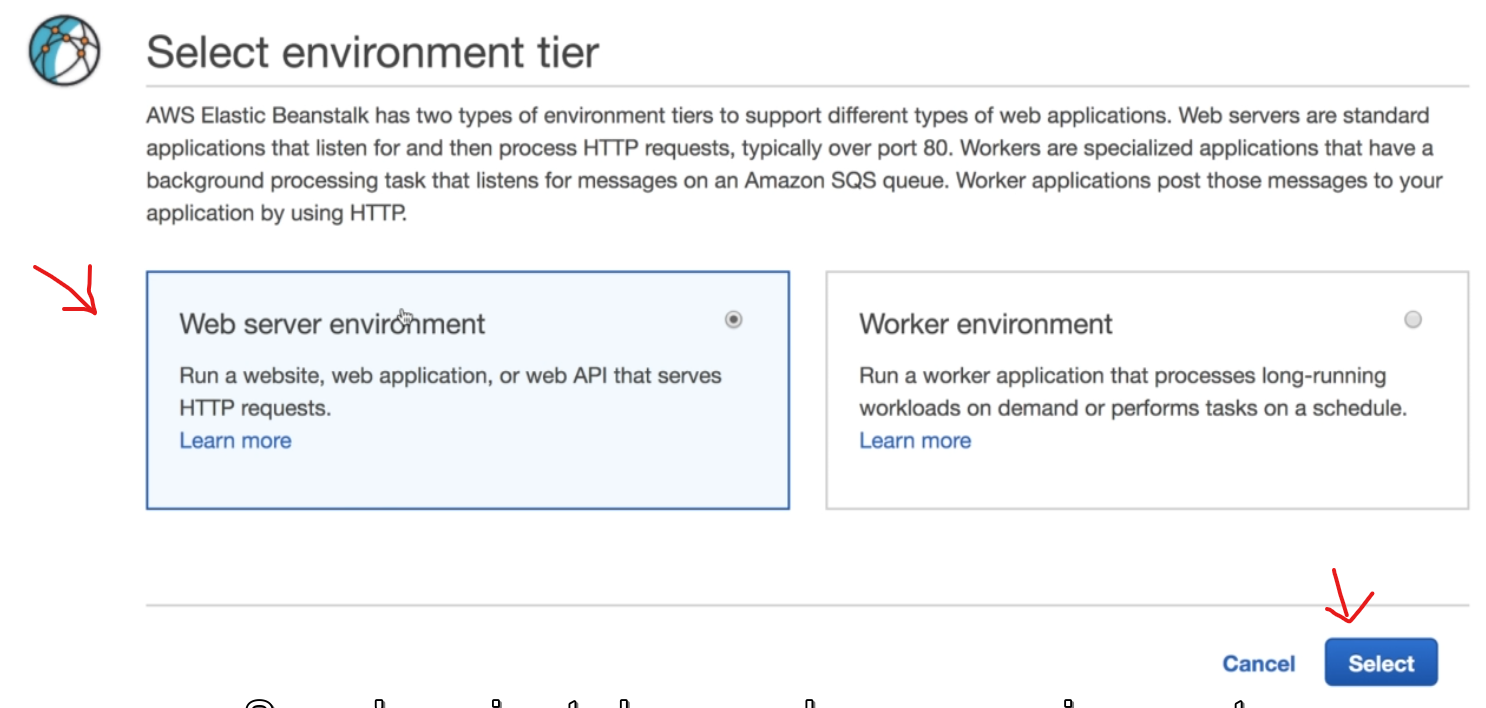 Select environment tier
AWS Elastic Beanstalk has two types of environment tiers to support different types of web applications. Web servers are standard
applications that listen for and then process HTTP requests, typically over port 80. Workers are specialized applications that have a
background processing task that listens for messages on an Amazon SQS queue. Worker applications post those messages to your
application by using HTTP.
Web server environment
Run a website, web application, or web API that serves
HTTP requests.
Learn more
Worker environment
Run a worker application that processes long-running
workloads on demand or performs tasks on a schedule.
Learn more
Cancel
Select